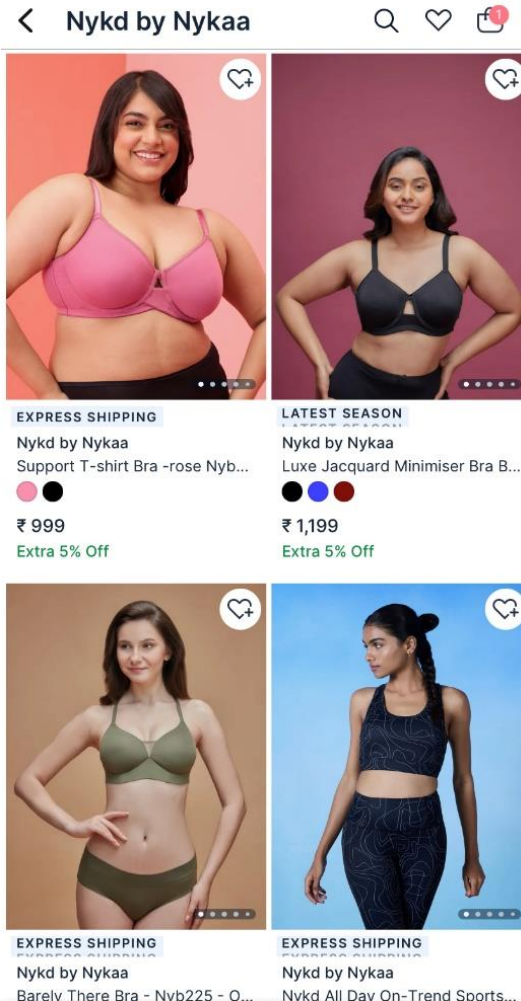 Nykd by Nykaa
1
EXPRESS SHIPPING
Nykd by Nykaa
Support T-shirt Bra -rose Nyb...
₹ 999
Extra 5% Off
LATEST SEASON
Nykd by Nykaa
Luxe Jacquard Minimiser Bra B...
₹ 1,199
Extra 5% Off
EXPRESS SHIPPING
Nykd by Nykaa
Barely There Bra - Nyb225 - O...
EXPRESS SHIPPING
Nykd by Nykaa
Nykd All Day On-Trend Sports...